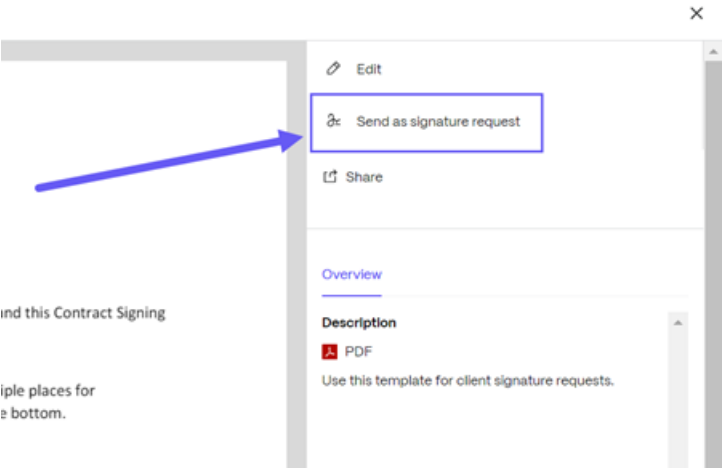 Edit
Send as signature request
Share
Overview
Description
PDF
Use this template for client signature requests.
and this Contract Signing
iple places for
e bottom.